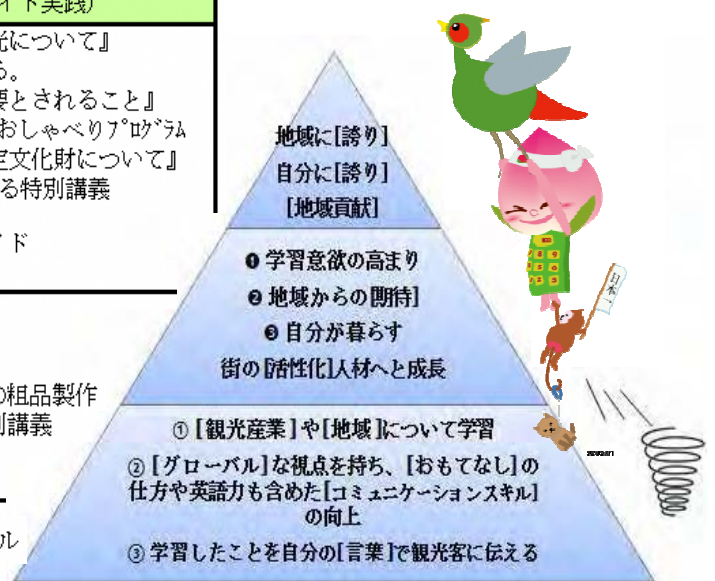 イド実践）
光について』
る。
要とされること』
おしゃべりプログラム
定文化財について』
る特別講義
イド
の粗品製作
別講義
ル
地域に[誇り]
自分に[誇り]
[地域貢献]
❶ 学習意欲の高まり
❷ 地域からの[期待]
❸ 自分が暮らす
街の[活性化]人材へと成長
① [観光産業]や[地域]について学習
② [グローバル]な視点を持ち、[おもてなし]の
仕方や英語力も含めた[コミュニケーションスキル]
の向上
③ 学習したことを自分の[言葉]で観光客に伝える
日本一